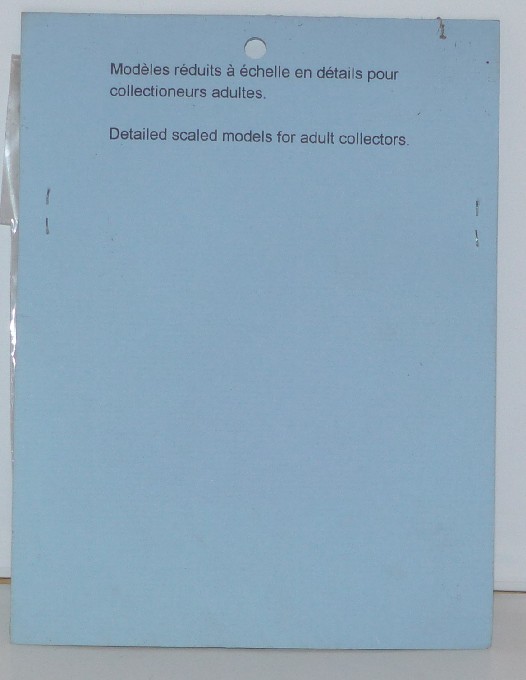 Modèles réduits à échelle en détails pour
collectioneurs adultes.
Detailed scaled models for adult collectors.